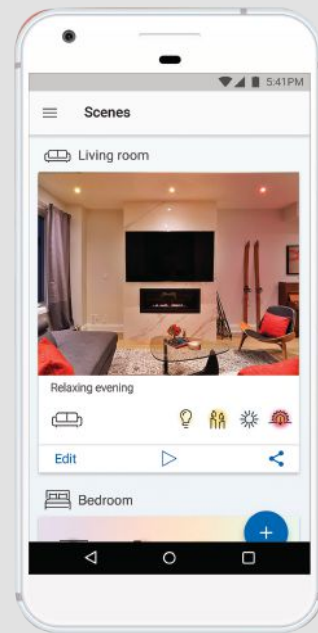 5:41PM
Scenes
Living room
Relaxing evening
Edit
Bedroom